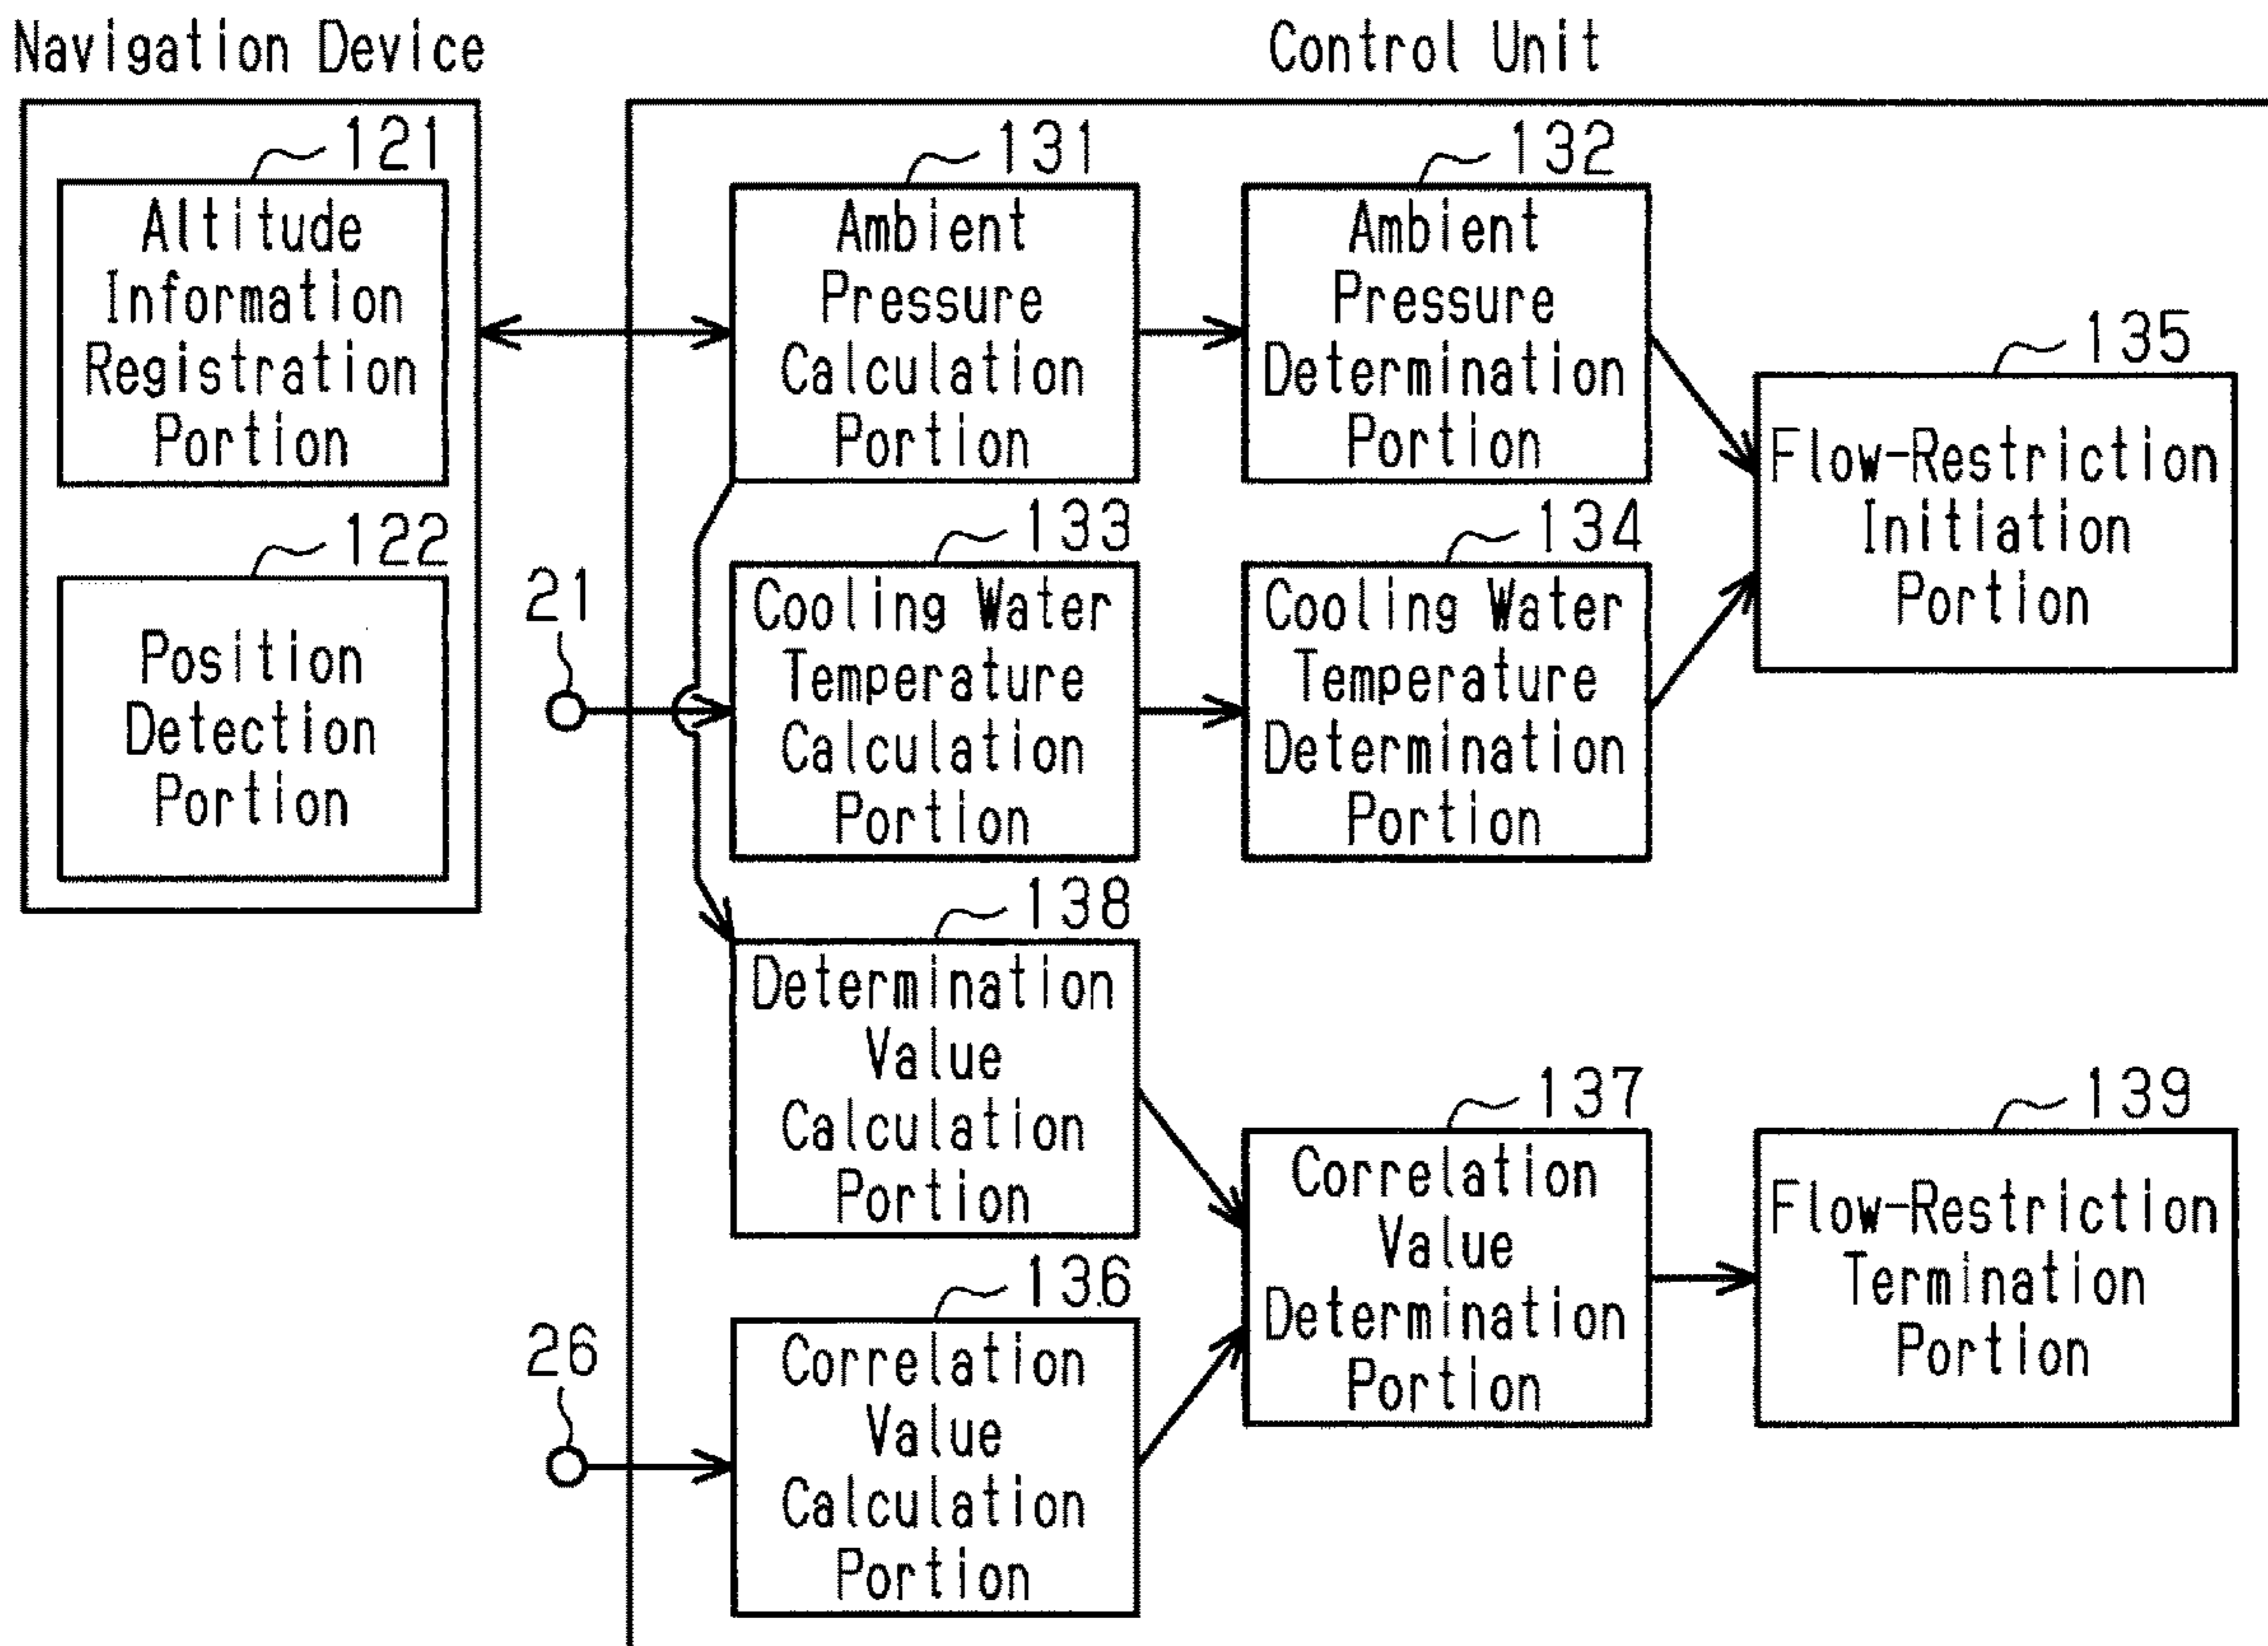 Navigation Device
Control Unit
121
Altitude
Information
Registration
Portion
122
Position
Detection
Portion
131
Ambient
Pressure
Calculation
Portion
132
Ambient
Pressure
Determination
Portion
21
133
Cooling Water
Temperature
Calculation
Portion
134
Cooling Water
Temperature
Determination
Portion
135
Flow-Restriction
Initiation
Portion
138
Determination
Value
Calculation
Portion
26
136
Correlation
Value
Calculation
Portion
137
Correlation
Value
Determination
Portion
139
Flow-Restriction
Termination
Portion